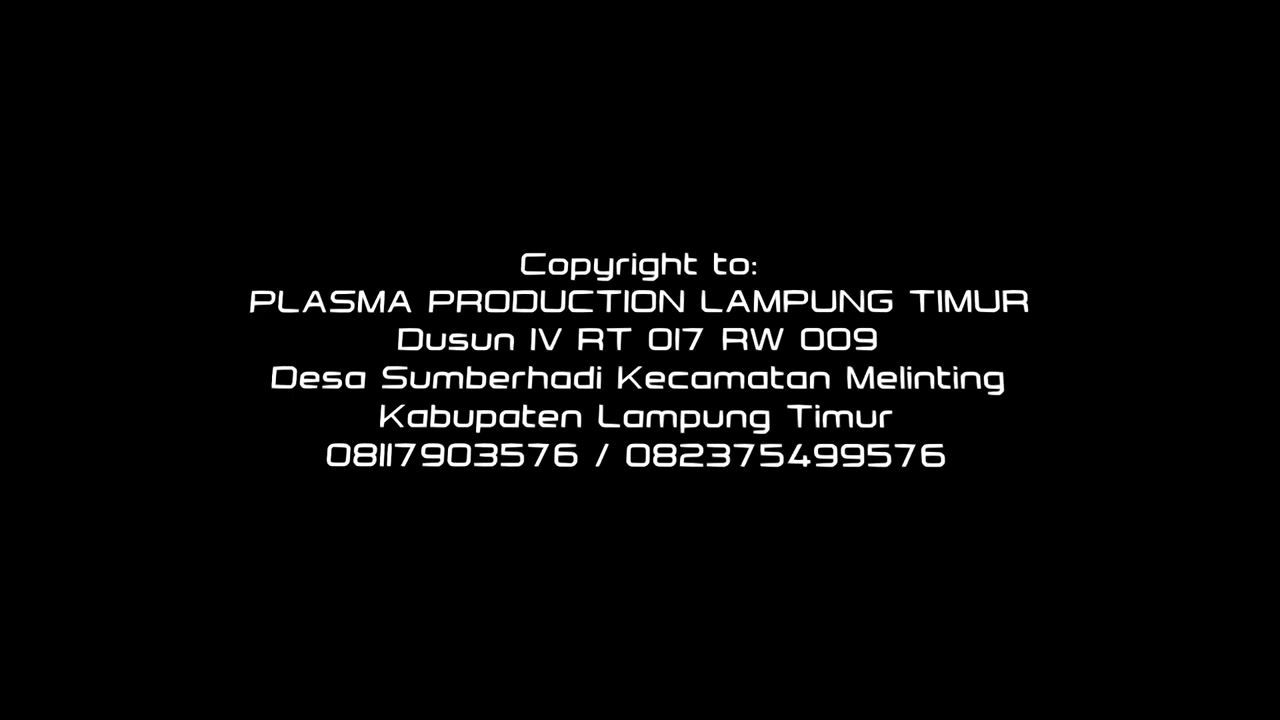 Copyright to:
PLASMA PRODUCTION LAMPUNG TIMUR
Dusun IV RT 017 RW 009
Desa Sumberhadi Kecamatan Melinting
Kabupaten Lampung Timur
08117903576 / 082375499576